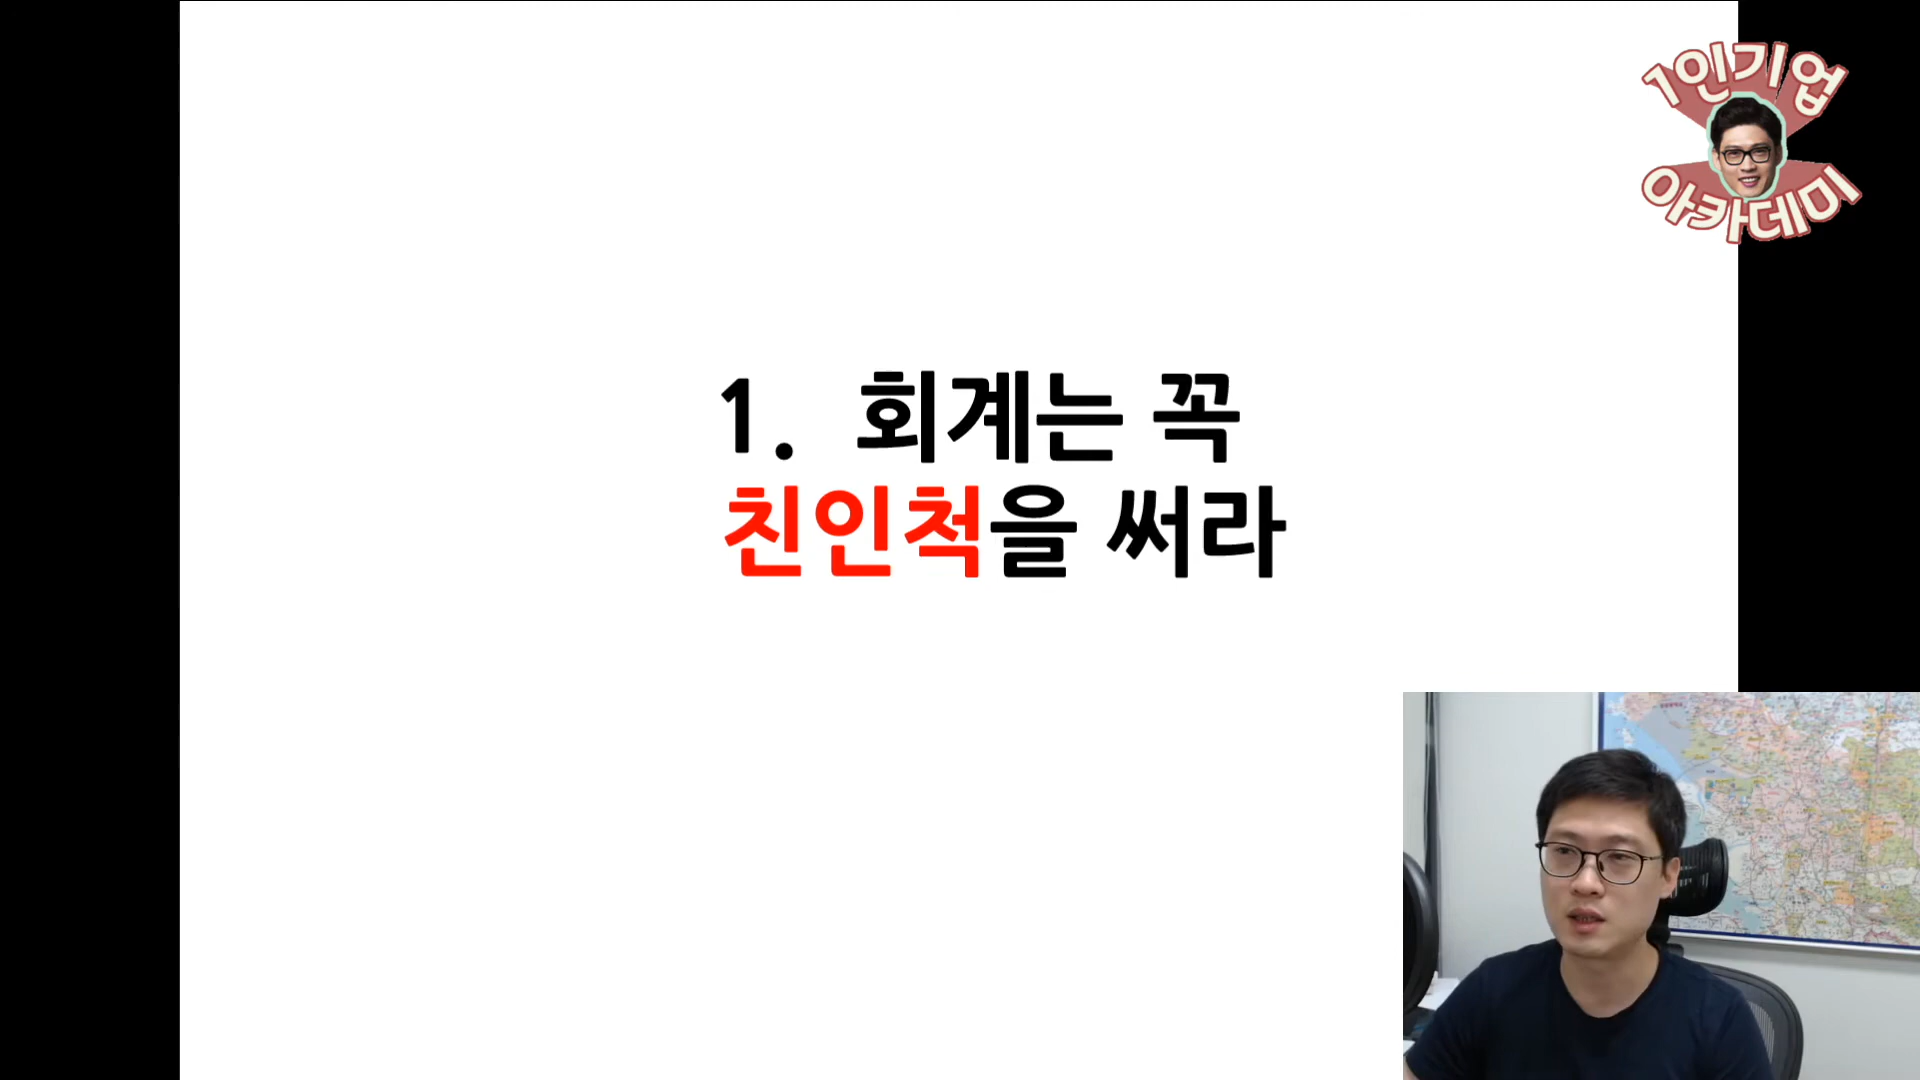 1인기업
아카데미
1. 회계는 꼭
친인척을 써라